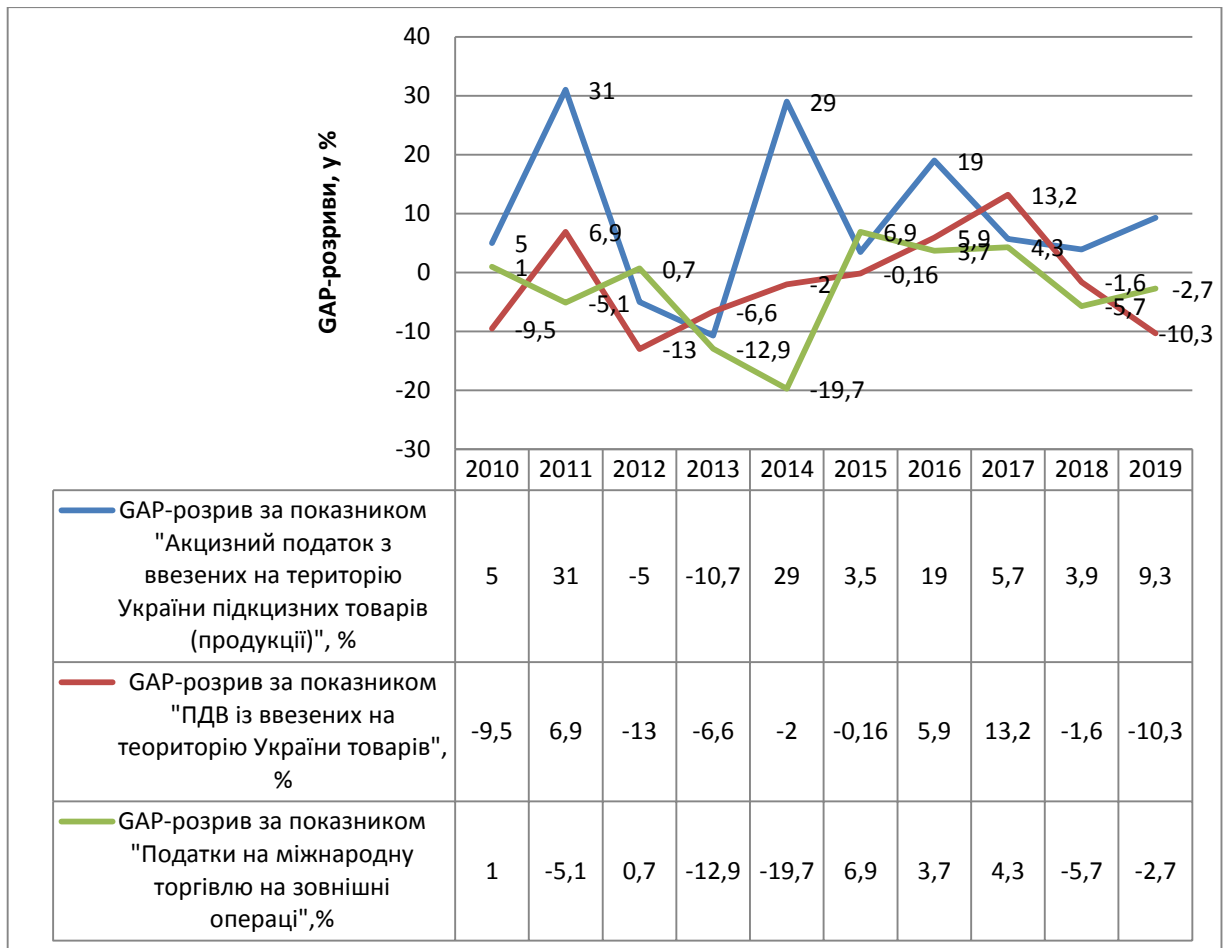 GAP-розриви, у %
40
30
20
10
0
-10
-20
-30
31
29
19
13,2
5
6,9
6,9
5,9
3,7
4,3
1
0,7
-0,16
-2
-1,6
-2,7
-5,1
-6,6
-5,7
-9,5
-13
-12,9
-10,3
-19,7
2010 2011 2012 2013 2014 2015 2016 2017 2018 2019
GAP-розрив за показником
"Акцизний податок з
ввезених на територію
України підкцизних товарів
(продукції)", %
5 31 -5 -10,7 29 3,5 19 5,7 3,9 9,3
GAP-розрив за показником
"ПДВ із ввезених на
теориторію України товарів",
%
-9,5 6,9 -13 -6,6 -2 -0,16 5,9 13,2 -1,6 -10,3
GAP-розрив за показником
"Податки на міжнародну
торгівлю на зовнішні
операці",%
1 -5,1 0,7 -12,9 -19,7 6,9 3,7 4,3 -5,7 -2,7